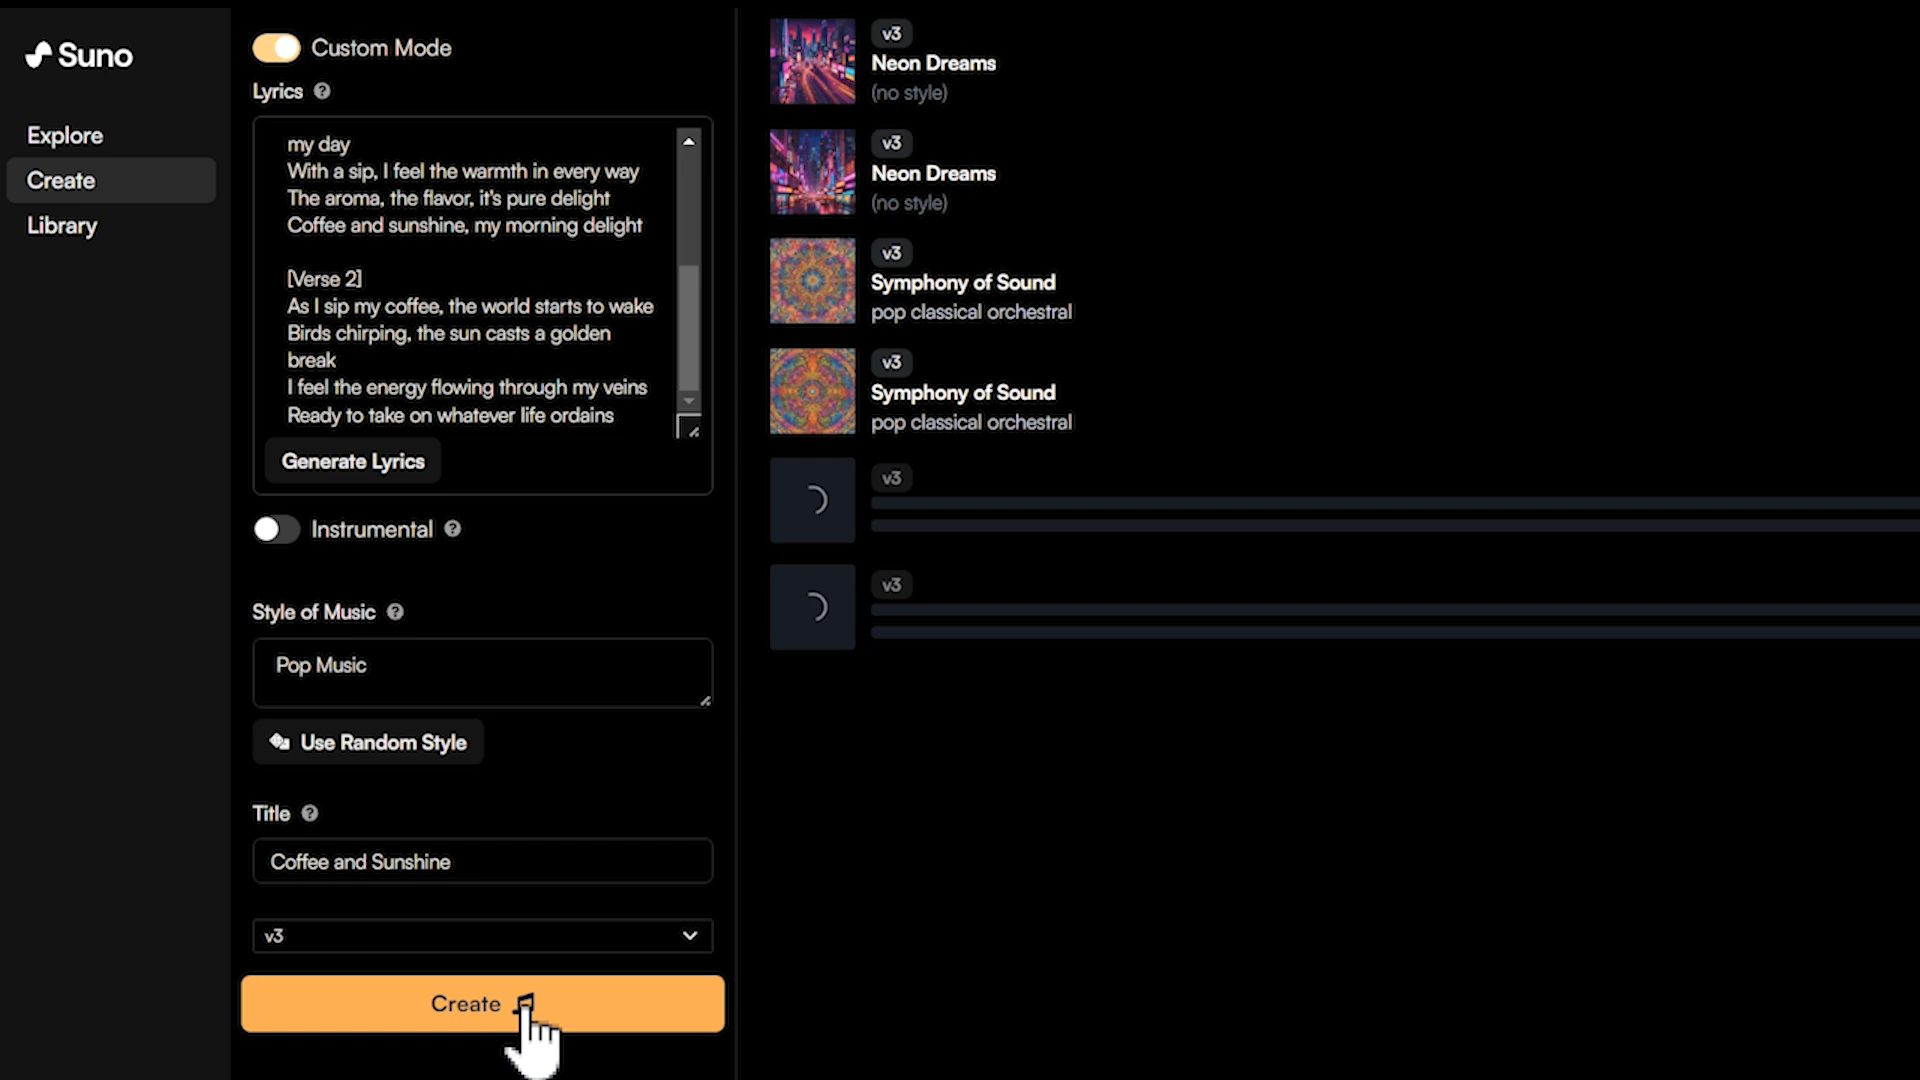 Suno
Explore
Create
Library
Custom Mode
Lyrics
my day
With a sip, I feel the warmth in every way
The aroma, the flavor, it's pure delight
Coffee and sunshine, my morning delight
[Verse 2]
As I sip my coffee, the world starts to wake
Birds chirping, the sun casts a golden
break
I feel the energy flowing through my veins
Ready to take on whatever life ordains
Generate Lyrics
Instrumental
Style of Music
Pop Music
Use Random Style
Title
Coffee and Sunshine
v3
Create
v3
Neon Dreams
(no style)
v3
Neon Dreams
(no style)
v3
Symphony of Sound
pop classical orchestral
v3
Symphony of Sound
pop classical orchestral
v3
v3